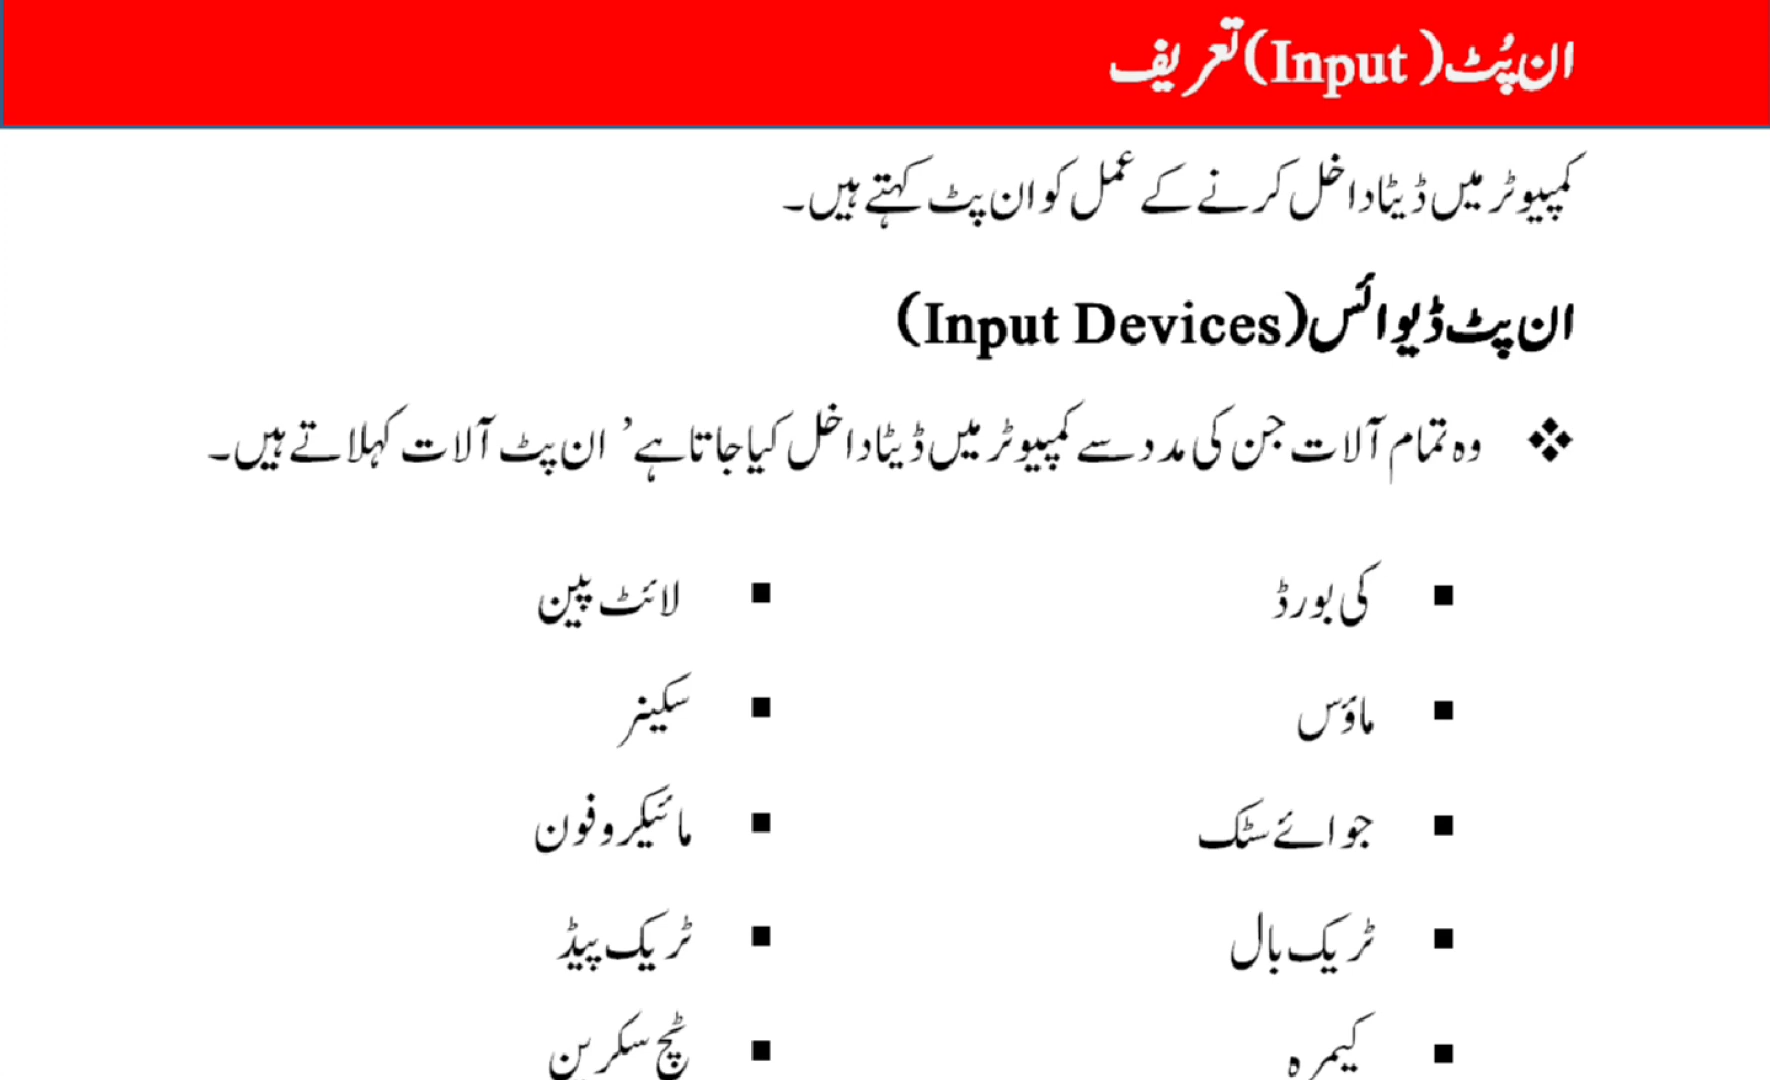 ان پُٹ( Input)تعریف
کمپیوٹر میں ڈیٹا داخل کرنے کے عمل کو ان پٹ کہتے ہیں۔
ان پٹ ڈیوائس(Input Devices)
❖ وہ تمام آلات جن کی مدد سے کمپیوٹر میں ڈیٹا داخل کیا جاتا ہے’ ان پٹ آلات کہلاتے ہیں۔
▪ کی بورڈ
▪ ماؤس
▪ جوائے سٹک
▪ ٹریک بال
▪ کیمرہ
▪ لائٹ پین
▪ سکینر
▪ مائیکروفون
▪ ٹریک پیڈ
▪ ٹچ سکرین